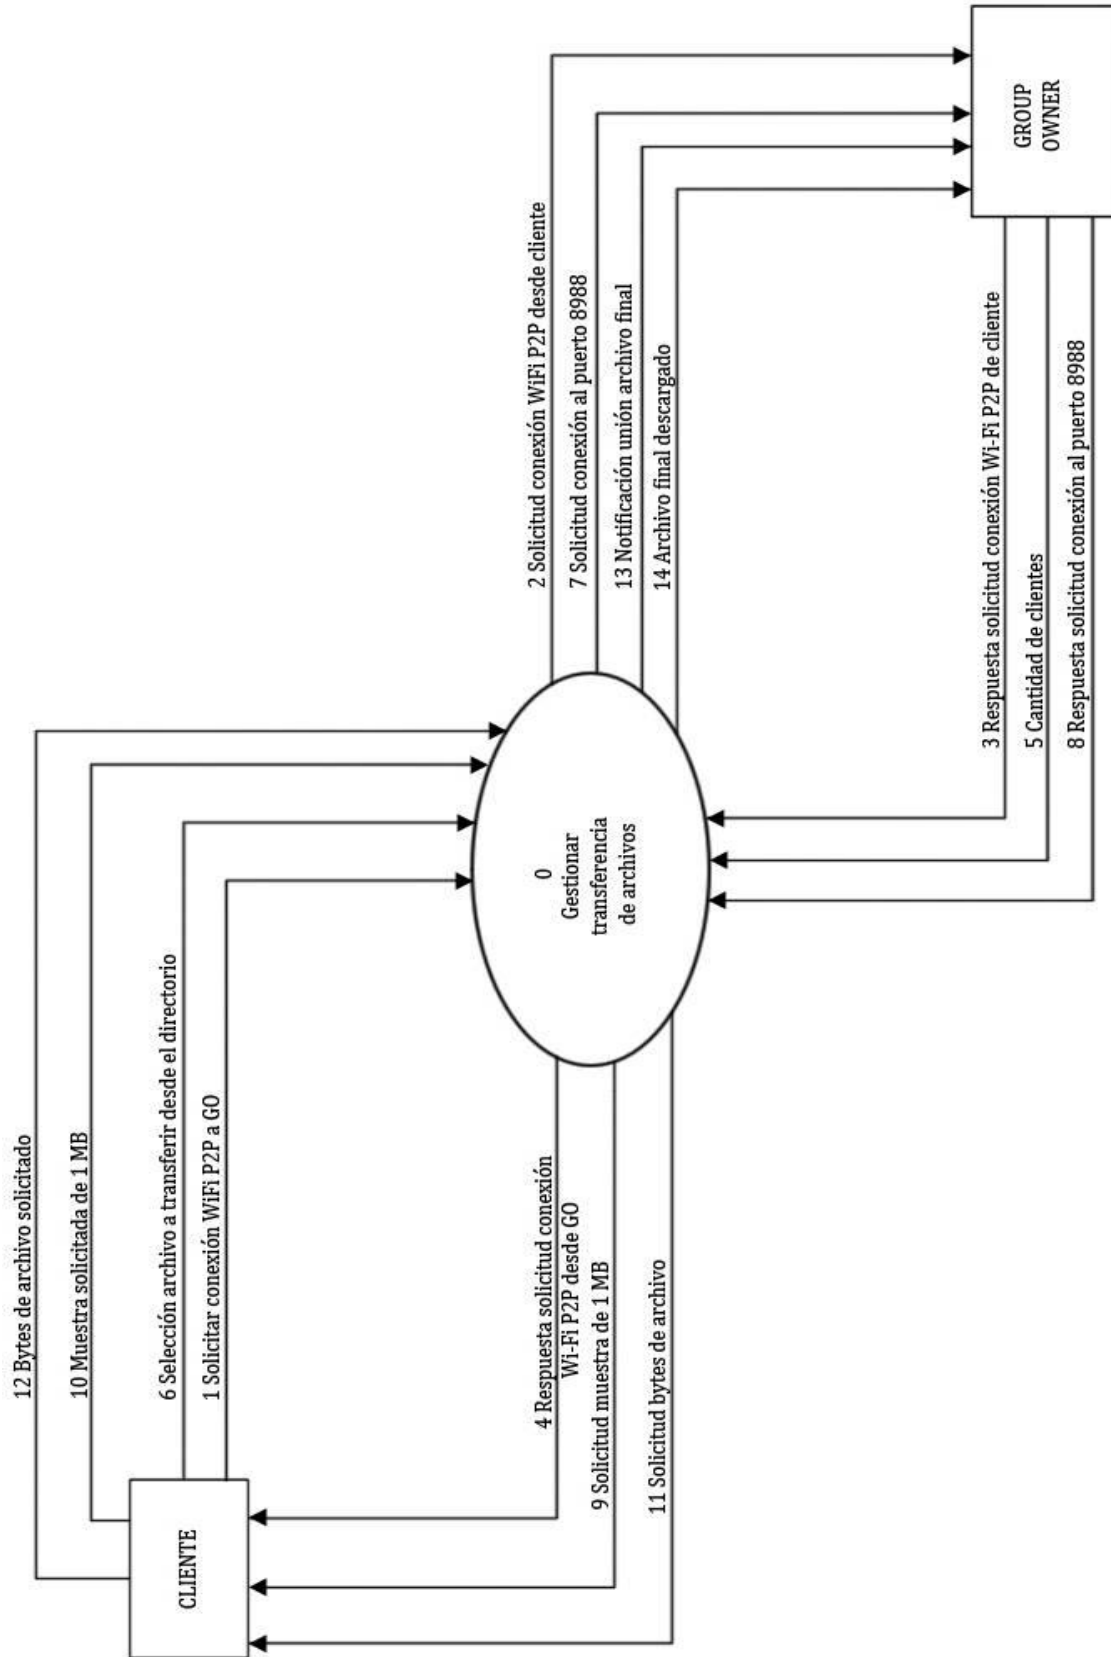 12 Bytes de archivo solicitado
10 Muestra solicitada de 1 MB
6 Selección archivo a transferir desde el directorio
1 Solicitar conexión WiFi P2P a GO
CLIENTE
4 Respuesta solicitud conexión
Wi-Fi P2P desde GO
9 Solicitud muestra de 1 MB
11 Solicitud bytes de archivo
0
Gestionar
transferencia
de archivos
2 Solicitud conexión WiFi P2P desde cliente
7 Solicitud conexión al puerto 8988
13 Notificación unión archivo final
14 Archivo final descargado
GROUP
OWNER
3 Respuesta solicitud conexión Wi-Fi P2P de cliente
5 Cantidad de clientes
8 Respuesta solicitud conexión al puerto 8988